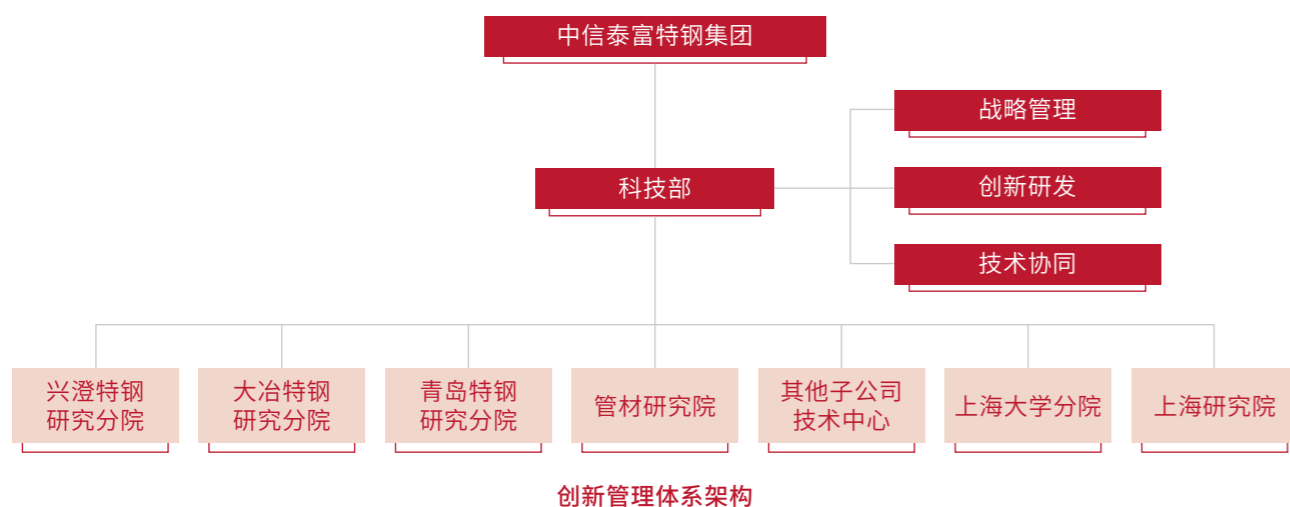 中信泰富特钢集团
战略管理
科技部
创新研发
技术协同
兴澄特钢
研究分院
大冶特钢
研究分院
青岛特钢
研究分院
管材研究院
其他子公司
技术中心
上海大学分院
上海研究院
创新管理体系架构